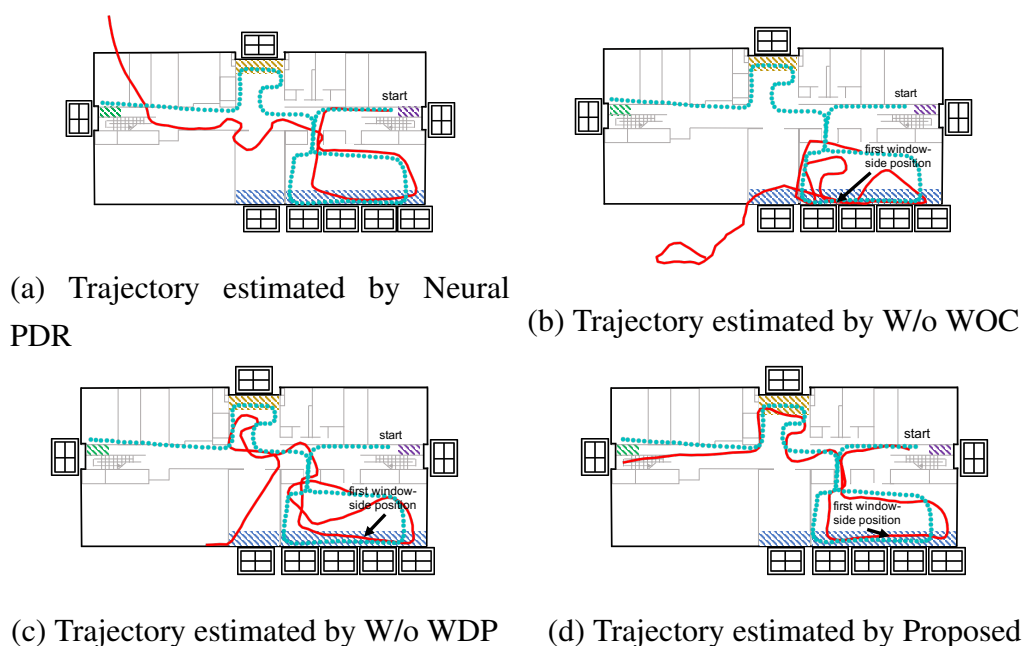 start
(a) Trajectory estimated by Neural
PDR
start
first window-
side position
(b) Trajectory estimated by W/o WOC
start
first window-
side position
(c) Trajectory estimated by W/o WDP
start
first window-
side position
(d) Trajectory estimated by Proposed